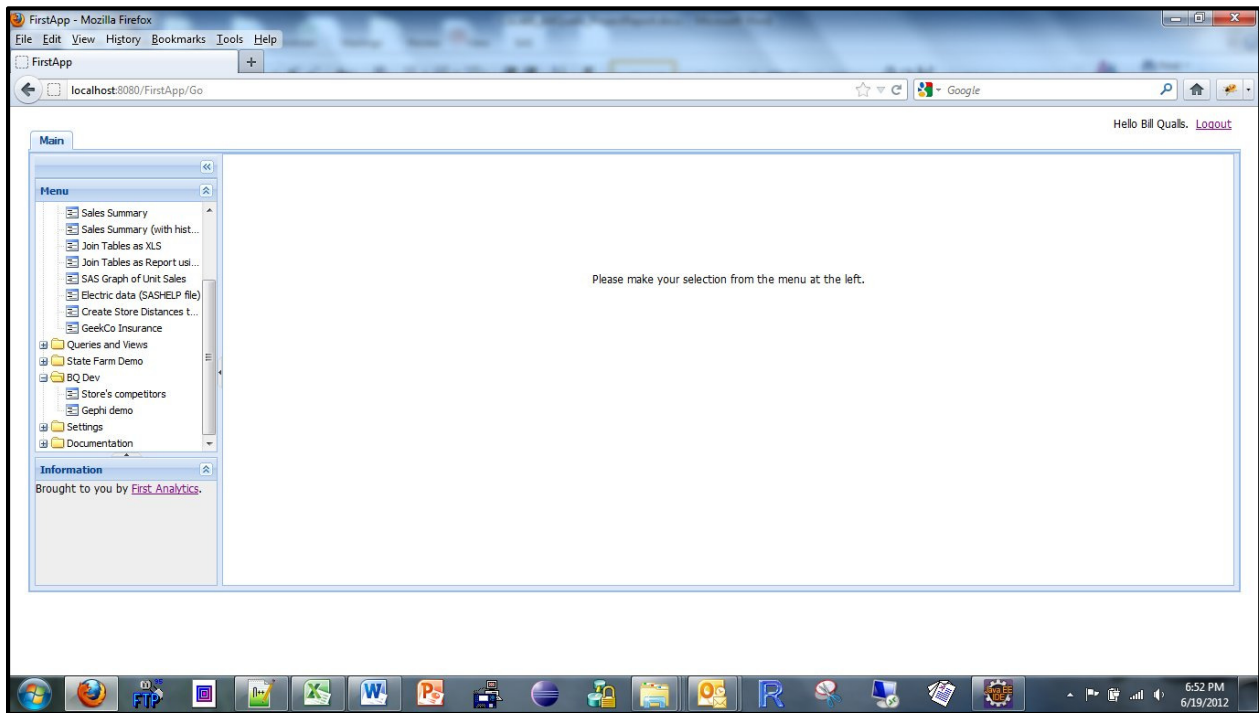 FirstApp - Mozilla Firefox
File Edit View History Bookmarks Tools Help
FirstApp
localhost:8080/FirstApp/Go
Google
Hello Bill Qualls. Logout
Main
Menu
Sales Summary
Sales Summary (with hist...
Join Tables as XLS
Join Tables as Report usi...
SAS Graph of Unit Sales
Electric data (SASHELP file)
Create Store Distances t...
GeekCo Insurance
Queries and Views
State Farm Demo
BQ Dev
Store's competitors
Gephi demo
Settings
Documentation
Information
Brought to you by First Analytics.
Please make your selection from the menu at the left.
FTP
Java EE
IDE
6:52 PM
6/19/2012